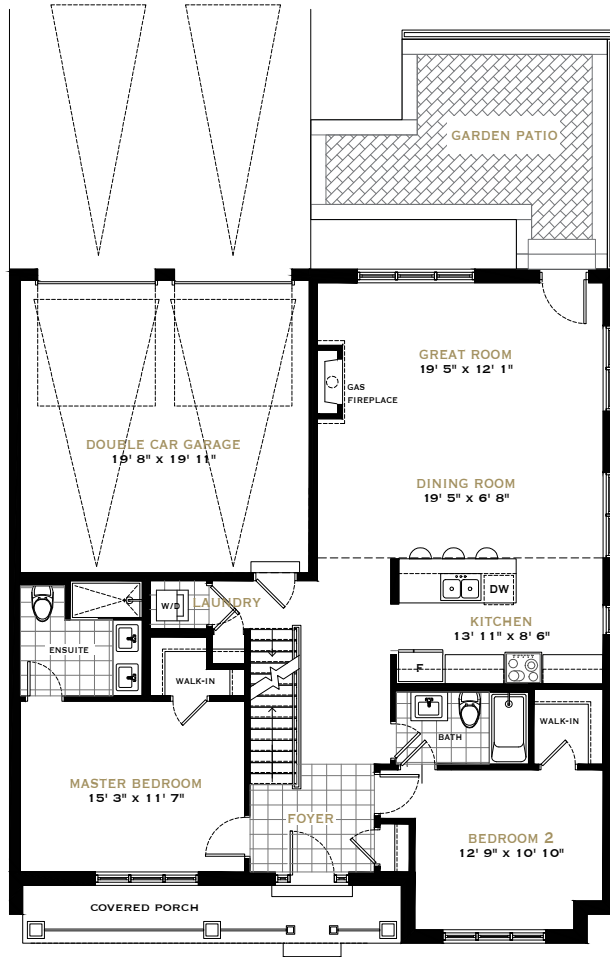 GARDEN PATIO
GREAT ROOM
19' 5" x 12' 1"
GAS
FIREPLACE
DOUBLE CAR GARAGE
19' 8" x 19' 11"
DINING ROOM
19' 5" x 6' 8"
DW
W/D
LAUNDRY
KITCHEN
13' 11" x 8' 6"
ENSUITE
F
WALK-IN
WALK-IN
BATH
MASTER BEDROOM
15' 3" x 11' 7"
FOYER
BEDROOM 2
12' 9" x 10' 10"
COVERED PORCH